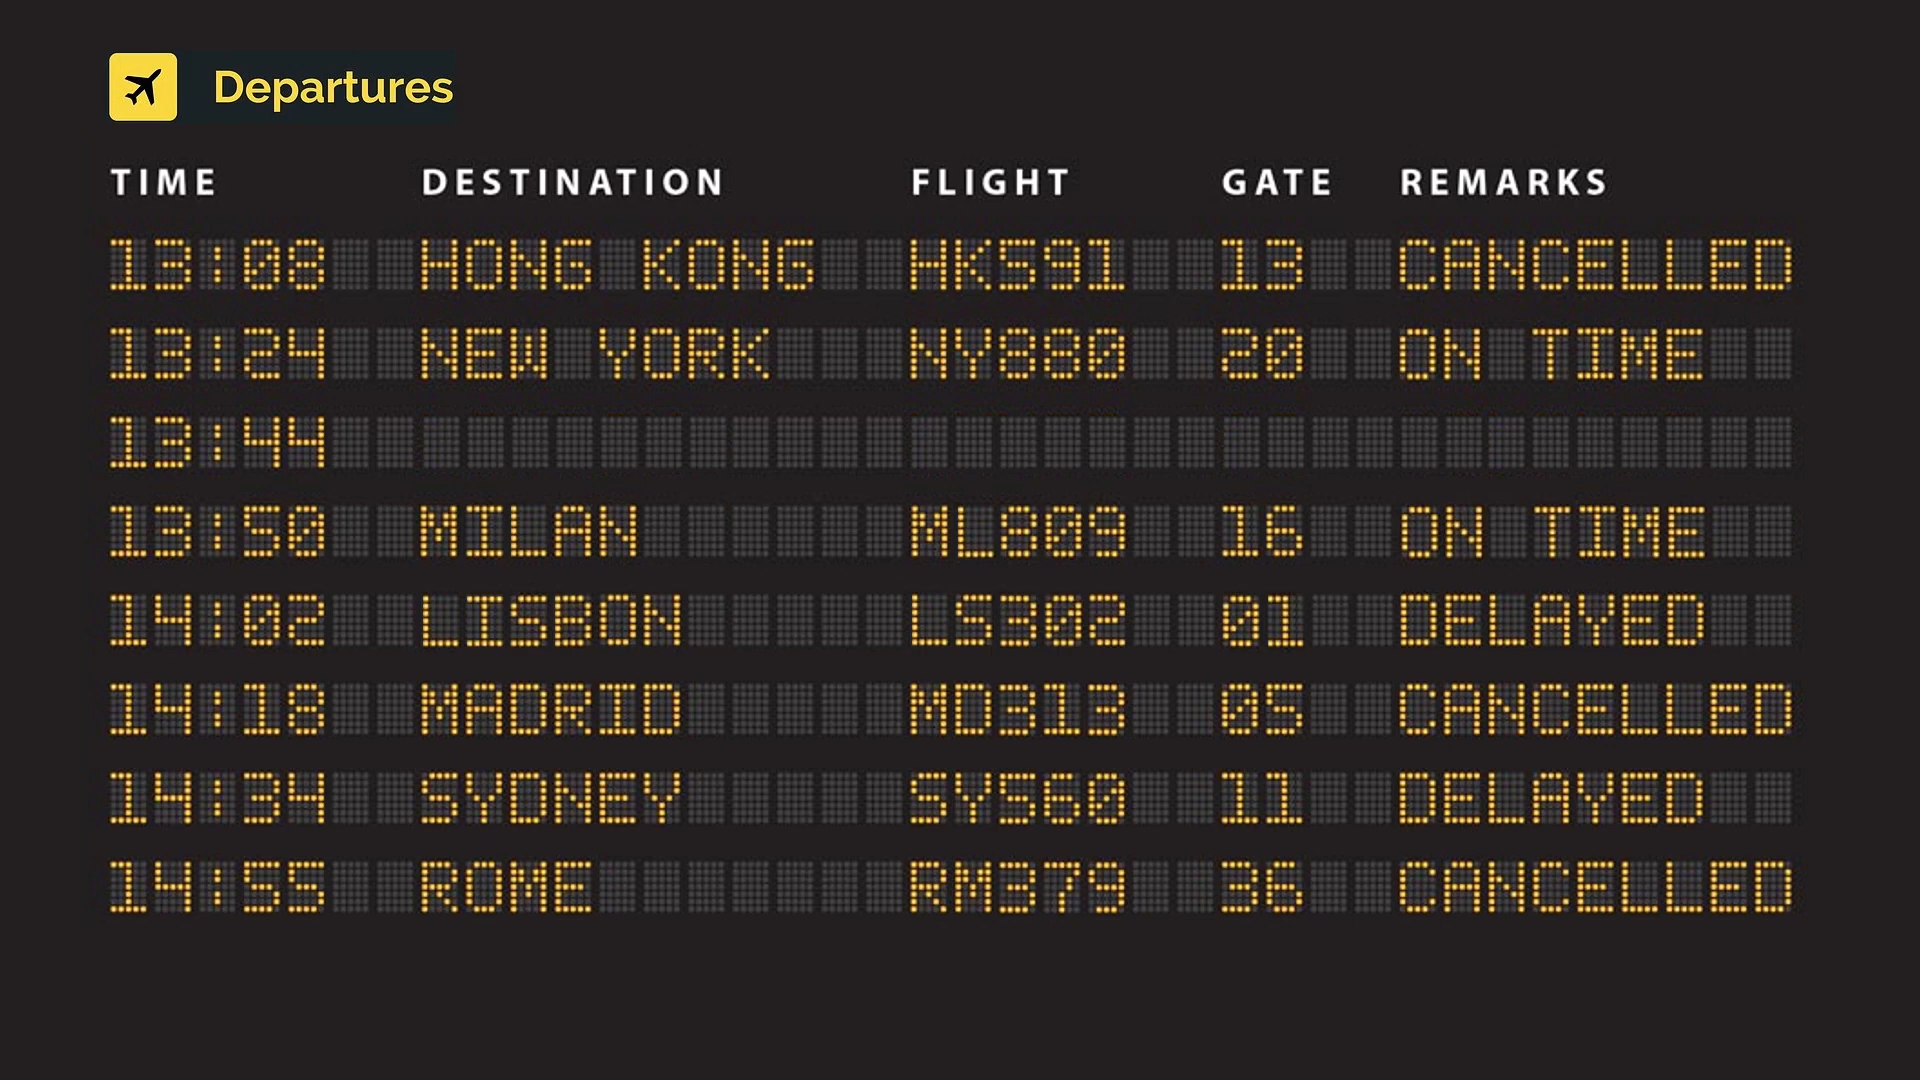 Departures
TIME DESTINATION FLIGHT GATE REMARKS
13:08 HONG KONG HK591 13 CANCELLED
13:24 NEW YORK NY880 20 ON TIME
13:44
13:50 MILAN ML809 16 ON TIME
14:02 LISBON LS302 01 DELAYED
14:18 MADRID MD313 05 CANCELLED
14:34 SYDNEY SY560 11 DELAYED
14:55 ROME RM379 36 CANCELLED